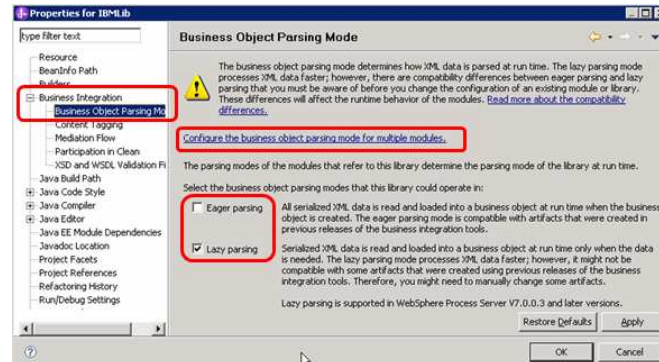 Properties for IBMLib
type filter text
Resource
BeanInfo Path
Builders
Business Integration
Business Object Parsing Mo
Content Tagging
Mediation Flow
Participation in Clean
XSD and WSDL Validation Fi
Java Build Path
Java Code Style
Java Compiler
Java Editor
Java EE Module Dependencies
Javadoc Location
Project Facets
Project References
Refactoring History
Run/Debug Settings
Business Object Parsing Mode
The business object parsing mode determines how XML data is parsed at run time. The lazy parsing mode
processes XML data faster; however, there are compatibility differences between eager parsing and lazy
parsing that you must be aware of before you change the configuration of an existing module or library.
These differences will affect the runtime behavior of the modules. Read more about the compatibility
differences.
Configure the business object parsing mode for multiple modules.
The parsing modes of the modules that refer to this library determine the parsing mode of the library at run time.
Select the business object parsing modes that this library could operate in:
Eager parsing
All serialized XML data is read and loaded into a business object at run time when the business
object is created. The eager parsing mode is compatible with artifacts that were created in
previous releases of the business integration tools.
Lazy parsing
Serialized XML data is read and loaded into a business object at run time only when the data
is needed. The lazy parsing mode processes XML data faster; however, it might not be
compatible with some artifacts that were created using previous releases of the business
integration tools. Therefore, you might need to manually change some artifacts.
Lazy parsing is supported in WebSphere Process Server V7.0.0.3 and later versions.
Restore Defaults
Apply
OK
Cancel